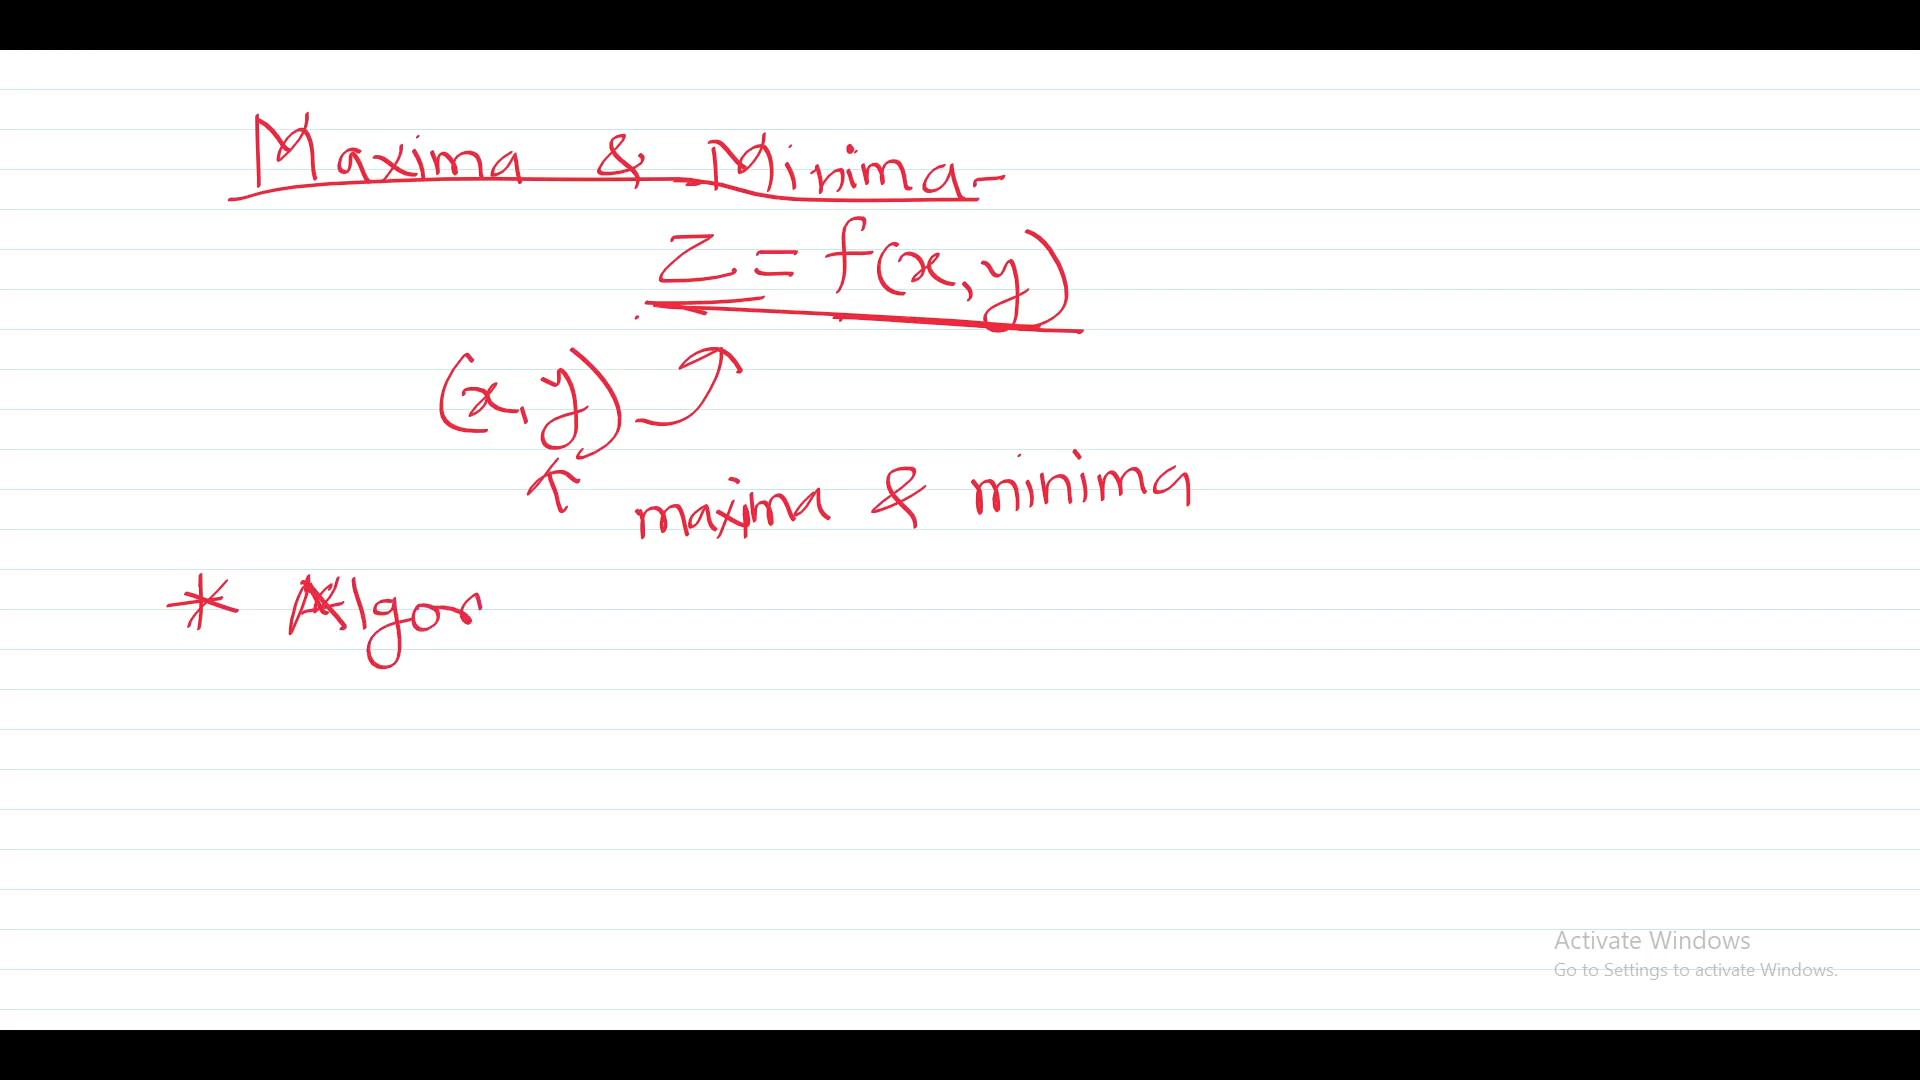 Maxima & Minima-
Z = f(x,y)
(x,y)
maxima & minima
* Algor
Activate Windows
Go to Settings to activate Windows.